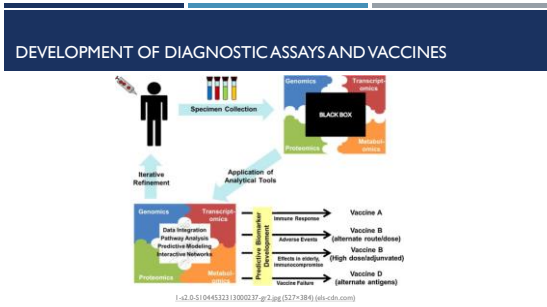 DEVELOPMENT OF DIAGNOSTIC ASSAYS AND VACCINES
Specimen Collection
Genomics
Transcript-
omics
BLACK BOX
Proteomics
Metabol-
omics
Iterative
Refinement
Application of
Analytical Tools
Genomics
Transcript-
omics
Data Integration
Pathway Analysis
Predictive Modeling
Interactive Networks
Proteomics
Metabol-
omics
Predictive Biomarker
Development
Immune Response
Vaccine A
Adverse Events
Vaccine B
(alternate route/dose)
Effects in elderly,
immunocompromise
Vaccine B
(High dose/adjuvanted)
Vaccine Failure
Vaccine D
(alternate antigens)
1-s2.0-S1044532313000237-gr2.jpg (527×384) (els-cdn.com)